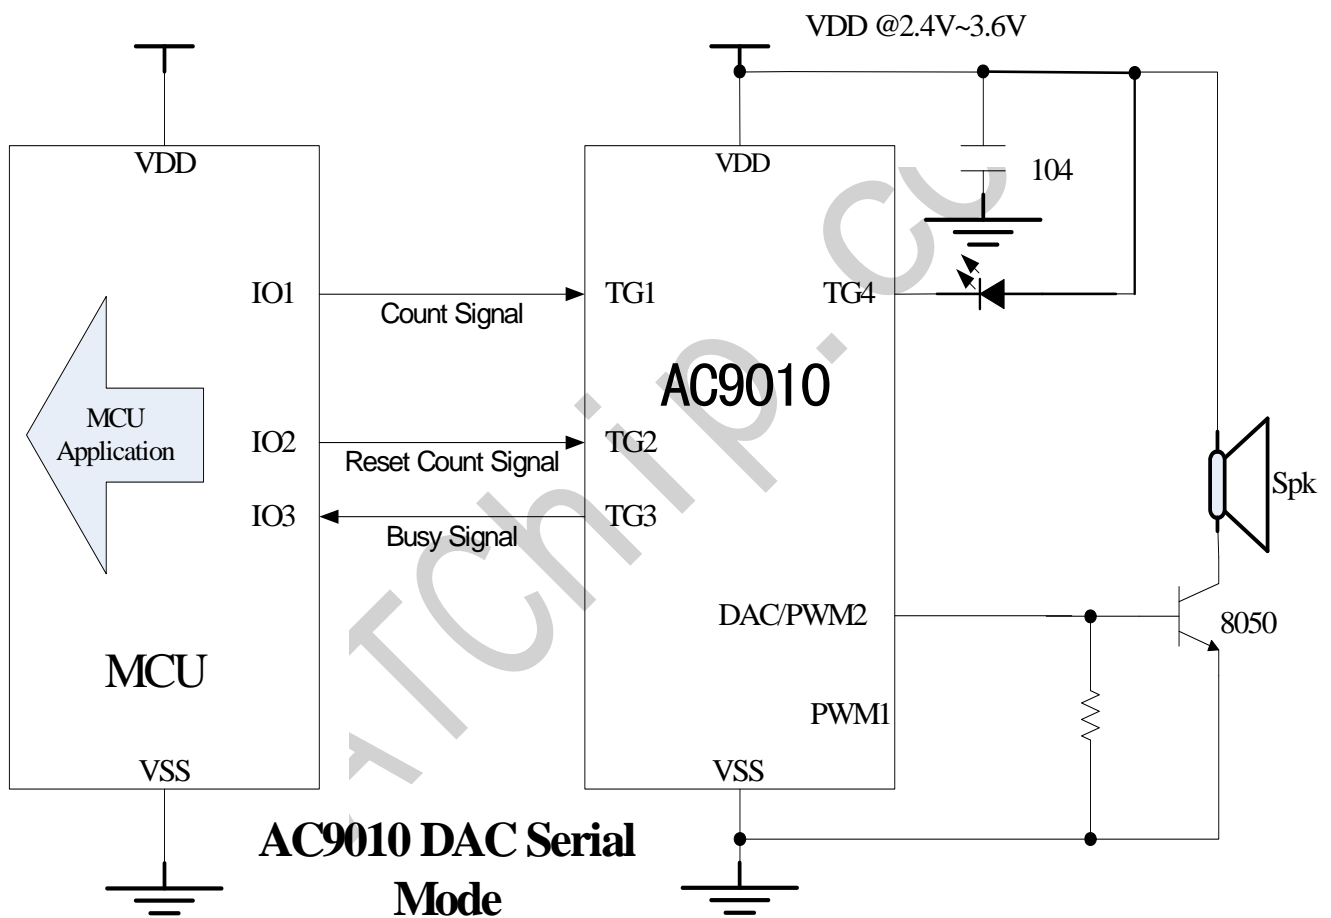 VDD @2.4V~3.6V
VDD
VDD
104
IO1
Count Signal
TG1
TG4
AC9010
MCU
Application
IO2
Reset Count Signal
TG2
IO3
Busy Signal
TG3
Spk
DAC/PWM2
8050
MCU
PWM1
VSS
VSS
AC9010 DAC Serial
Mode